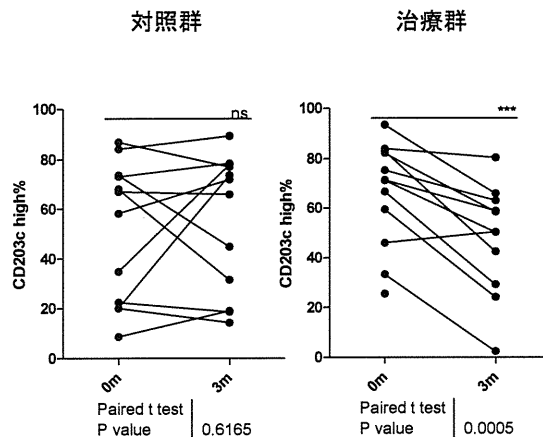 対照群
治療群
ns
***
CD203c high%
100
80
60
40
20
0
0m
3m
CD203c high%
100
80
60
40
20
0
0m
3m
Paired t test
P value 0.6165
Paired t test
P value 0.0005